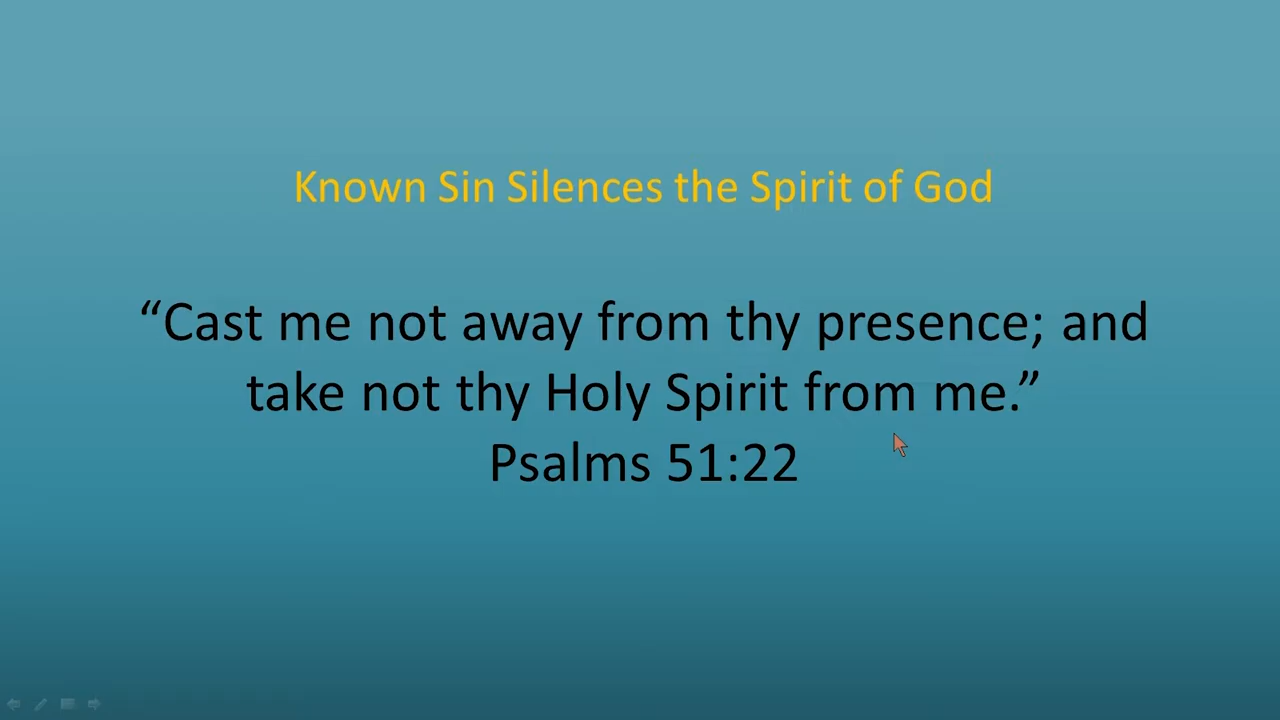 Known Sin Silences the Spirit of God
“Cast me not away from thy presence; and
take not thy Holy Spirit from me.”
Psalms 51:22